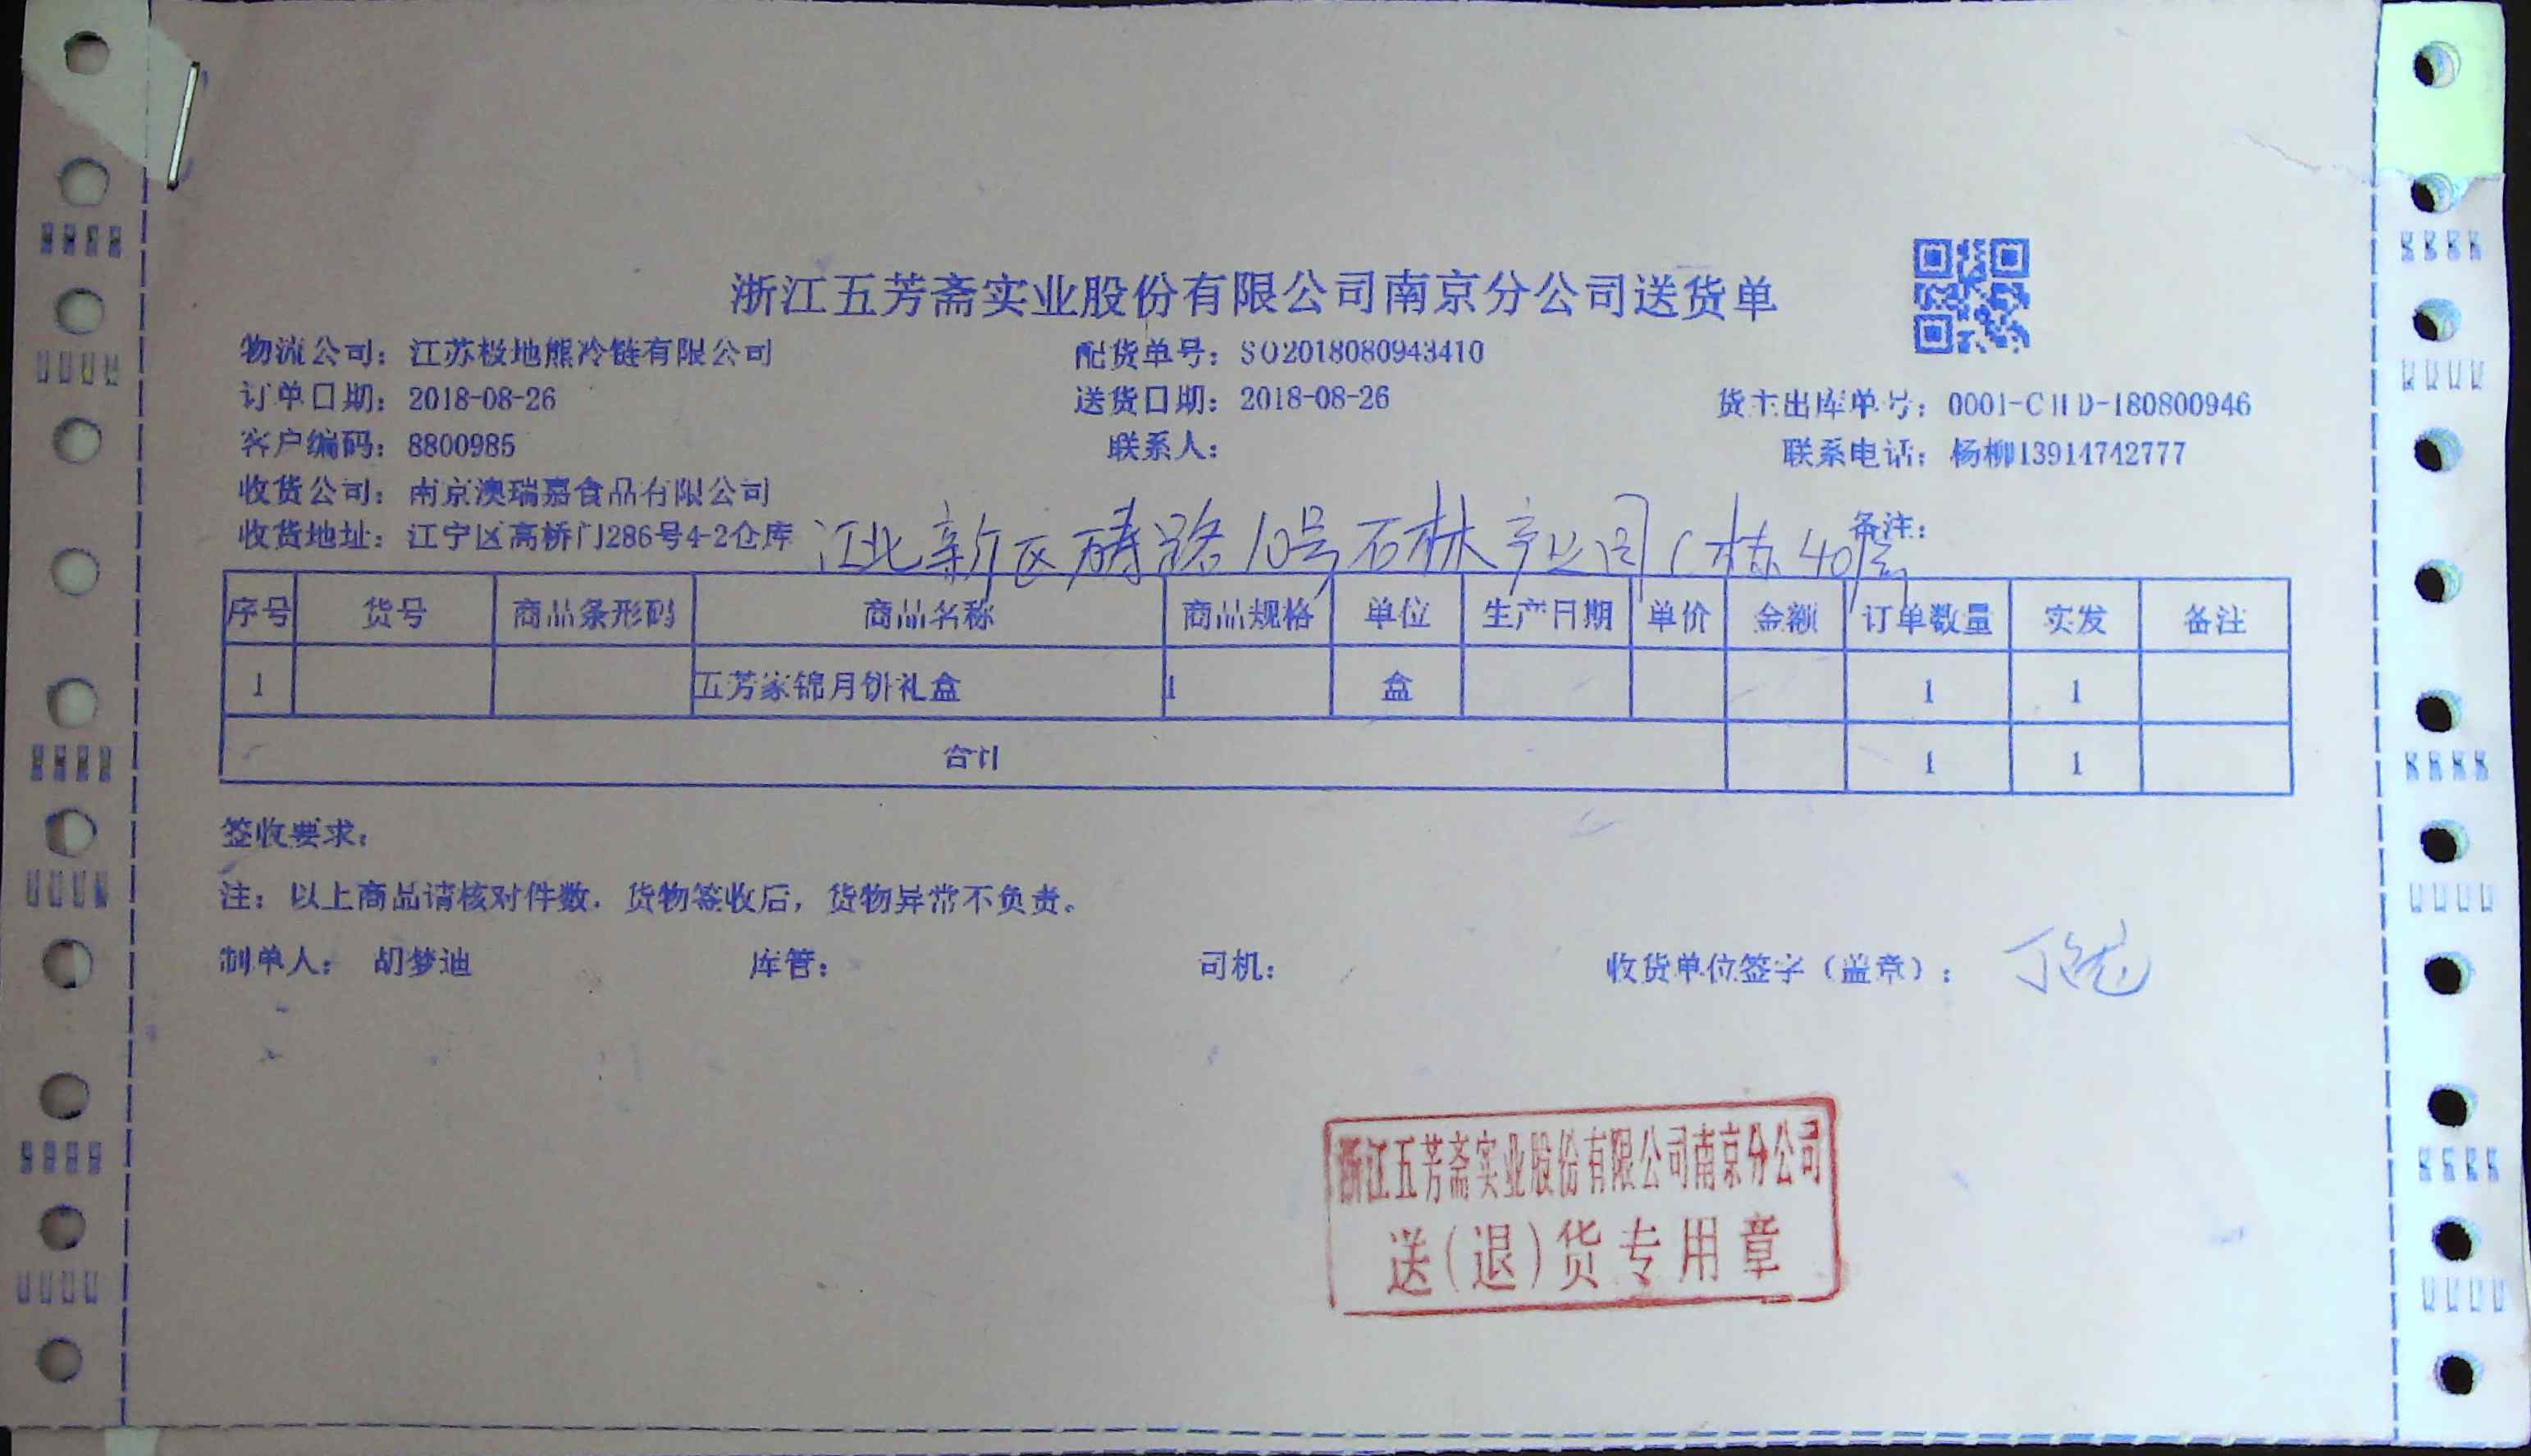 浙江五芳斋实业股份有限公司南京分公司送货单
物流公司：江苏极地熊冷链有限公司 配货单号：SO2018080943410
订单日期：2018-08-26 送货日期：2018-08-26 货主出库单号：0001-CHD-180800946
客户编码：8800985 联系人： 联系电话：杨柳13914742777
收货公司：南京澳瑞嘉食品有限公司
收货地址：江宁区高桥门286号4-2仓库 江北新区 路10号石林产业园C栋40 备注：
序号 货号 商品条形码 商品名称 商品规格 单位 生产日期 单价 金额 订单数量 实发 备注
1 五芳家锦月饼礼盒 1 盒 1 1
合计 1 1
签收要求：
注：以上商品请核对件数，货物签收后，货物异常不负责。
制单人：胡梦迪 库管： 司机： 收货单位签字（盖章）：
浙江五芳斋实业股份有限公司南京分公司
送(退)货专用章